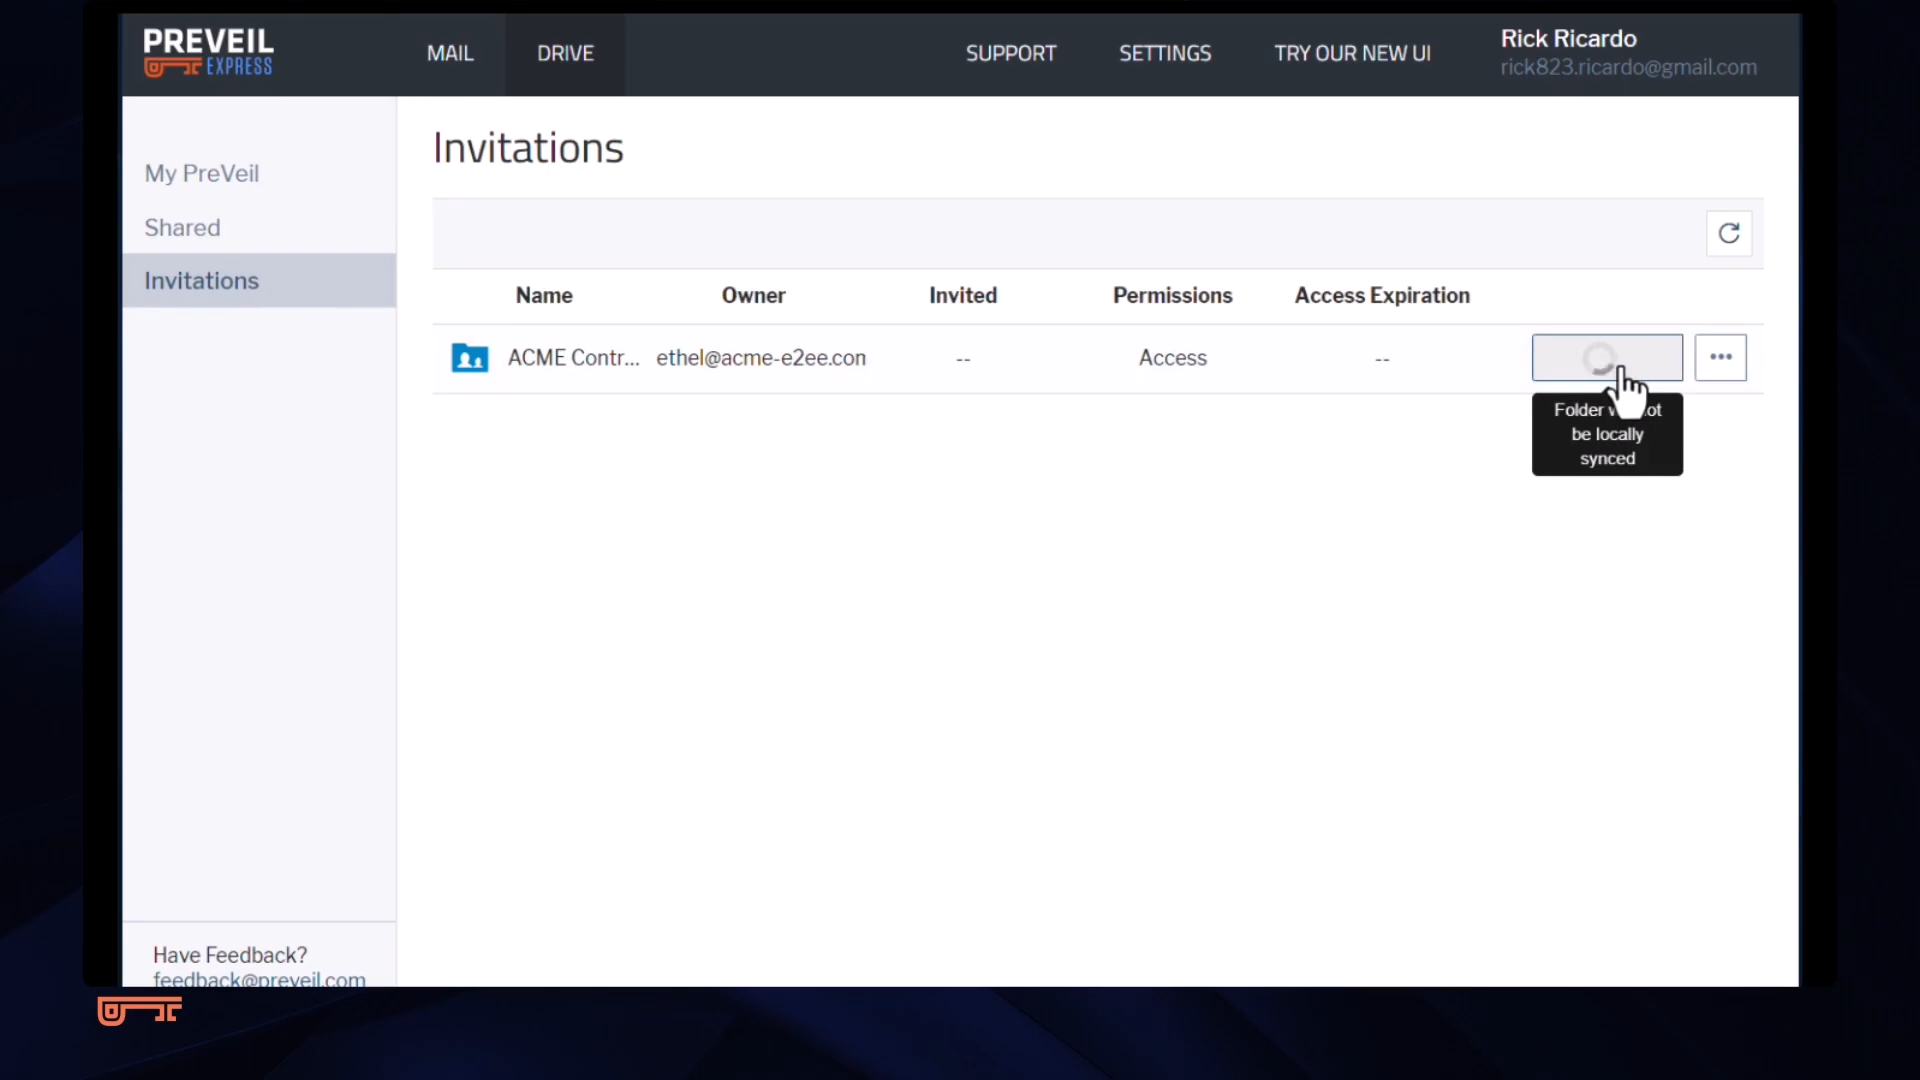 PREVEIL
EXPRESS
MAIL
DRIVE
SUPPORT
SETTINGS
TRY OUR NEW UI
Rick Ricardo
rick823.ricardo@gmail.com
My PreVeil
Shared
Invitations
Invitations
Name
Owner
Invited
Permissions
Access Expiration
ACME Contr...
ethel@acme-e2ee.con
--
Access
--
Folder
be locally
synced
Have Feedback?
feedback@preveil.com